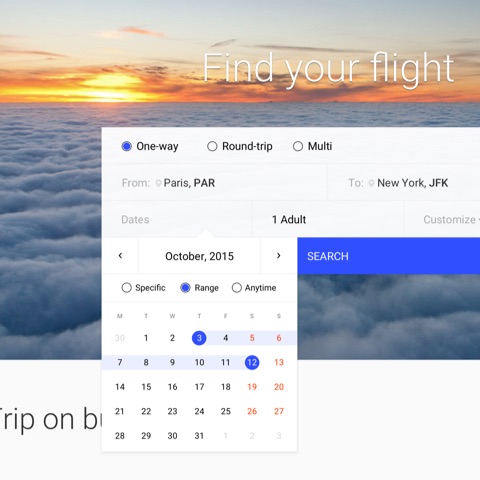 Find your flight
One-way Round-trip Multi
From: Paris, PAR To: New York, JFK
Dates 1 Adult Customize
‹ October, 2015 › SEARCH
Specific Range Anytime
M T W T F S S
30 1 2 3 4 5 6
7 8 9 10 11 12 13
14 15 16 17 18 19 20
21 22 23 24 25 26 27
28 29 30 31 1 2 3
Trip on